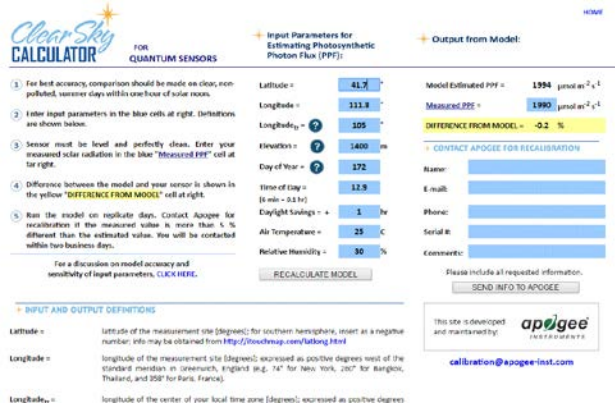 HOME
Clear Sky
CALCULATOR
FOR
QUANTUM SENSORS
Input Parameters for
Estimating Photosynthetic
Photon Flux (PPF):
Output from Model:
1 For best accuracy, comparison should be made on clear, non-
polluted, summer days within one hour of solar noon.
2 Enter input parameters in the blue cells at right. Definitions
are shown below.
3 Sensor must be level and perfectly clean. Enter your
measured solar radiation in the blue "Measured PPF" cell at
far right.
4 Difference between the model and your sensor is shown in
the yellow "DIFFERENCE FROM MODEL" cell at right.
5 Run the model on replicate days. Contact Apogee for
recalibration if the measured value is more than 5 %
different than the estimated value. You will be contacted
within two business days.
For a discussion on model accuracy and
sensitivity of input parameters, CLICK HERE.
Latitude = 41.7 °
Longitude = 111.8 °
Longitudetz = ? 105 °
Elevation = ? 1400 m
Day of Year = ? 172
Time of Day = 12.9
(6 min = 0.1 hr)
Daylight Savings = + 1 hr
Air Temperature = 25 C
Relative Humidity = 30 %
RECALCULATE MODEL
Model Estimated PPF = 1994 µmol m-2 s-1
Measured PPF = 1990 µmol m-2 s-1
DIFFERENCE FROM MODEL = -0.2 %
CONTACT APOGEE FOR RECALIBRATION
Name:
E-mail:
Phone:
Serial #:
Comments:
Please include all requested information.
SEND INFO TO APOGEE
This site is developed
and maintained by:
apogee
INSTRUMENTS
calibration@apogee-inst.com
INPUT AND OUTPUT DEFINITIONS
Latitude = latitude of the measurement site [degrees]; for southern hemisphere, insert as a negative
number; info may be obtained from http://itouchmap.com/latlong.html
Longitude = longitude of the measurement site [degrees]; expressed as positive degrees west of the
standard meridian in Greenwich, England (e.g. 74° for New York, 260° for Bangkok,
Thailand, and 358° for Paris, France).
Longitudetz = longitude of the center of your local time zone [degrees]; expressed as positive degrees